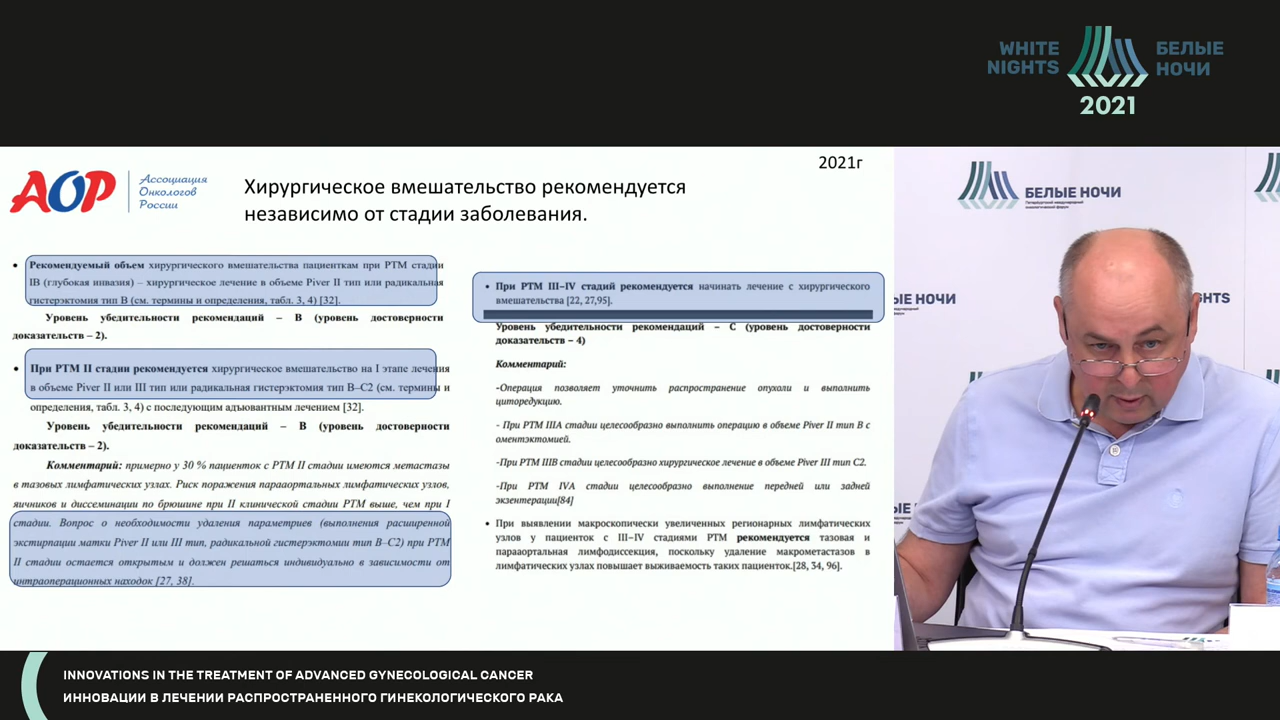 WHITE
NIGHTS
БЕЛЫЕ
НОЧИ
2021
АОР
Ассоциация
Онкологов
России
Хирургическое вмешательство рекомендуется
независимо от стадии заболевания.
2021г
• Рекомендуемый объем хирургического вмешательства пациенткам при РТМ стадии
IB (глубокая инвазия) – хирургическое лечение в объеме Piver II тип или радикальная
гистерэктомия тип В (см. термины и определения, табл. 3, 4) [32].
Уровень убедительности рекомендаций – В (уровень достоверности
доказательств – 2).
• При РТМ II стадии рекомендуется хирургическое вмешательство на I этапе лечения
в объеме Piver II или III тип или радикальная гистерэктомия тип В–С2 (см. термины и
определения, табл. 3, 4) с последующим адъювантным лечением [32].
Уровень убедительности рекомендаций – В (уровень достоверности
доказательств – 2).
Комментарий: примерно у 30 % пациенток с РТМ II стадии имеются метастазы
в тазовых лимфатических узлах. Риск поражения парааортальных лимфатических узлов,
яичников и диссеминации по брюшине при II клинической стадии РТМ выше, чем при I
стадии. Вопрос о необходимости удаления параметриев (выполнения расширенной
экстирпации матки Piver II или III тип, радикальной гистерэктомии тип В–С2) при РТМ
II стадии остается открытым и должен решаться индивидуально в зависимости от
интраоперационных находок [27, 38].
• При РТМ III–IV стадий рекомендуется начинать лечение с хирургического
вмешательства [22, 27,95].
Уровень убедительности рекомендаций – С (уровень достоверности
доказательств – 4)
Комментарий:
-Операция позволяет уточнить распространение опухоли и выполнить
циторедукцию.
- При РТМ IIIA стадии целесообразно выполнить операцию в объеме Piver II тип В с
оментэктомией.
-При РТМ IIIB стадии целесообразно хирургическое лечение в объеме Piver III тип С2.
-При РТМ IVA стадии целесообразно выполнение передней или задней
экзентерации[84]
• При выявлении макроскопически увеличенных регионарных лимфатических
узлов у пациенток с III–IV стадиями РТМ рекомендуется тазовая и
парааортальная лимфодиссекция, поскольку удаление макрометастазов в
лимфатических узлах повышает выживаемость таких пациенток.[28, 34, 96].
БЕЛЫЕ НОЧИ
ЫЕ НОЧИ
GHTS
INNOVATIONS IN THE TREATMENT OF ADVANCED GYNECOLOGICAL CANCER
ИННОВАЦИИ В ЛЕЧЕНИИ РАСПРОСТРАНЕННОГО ГИНЕКОЛОГИЧЕСКОГО РАКА